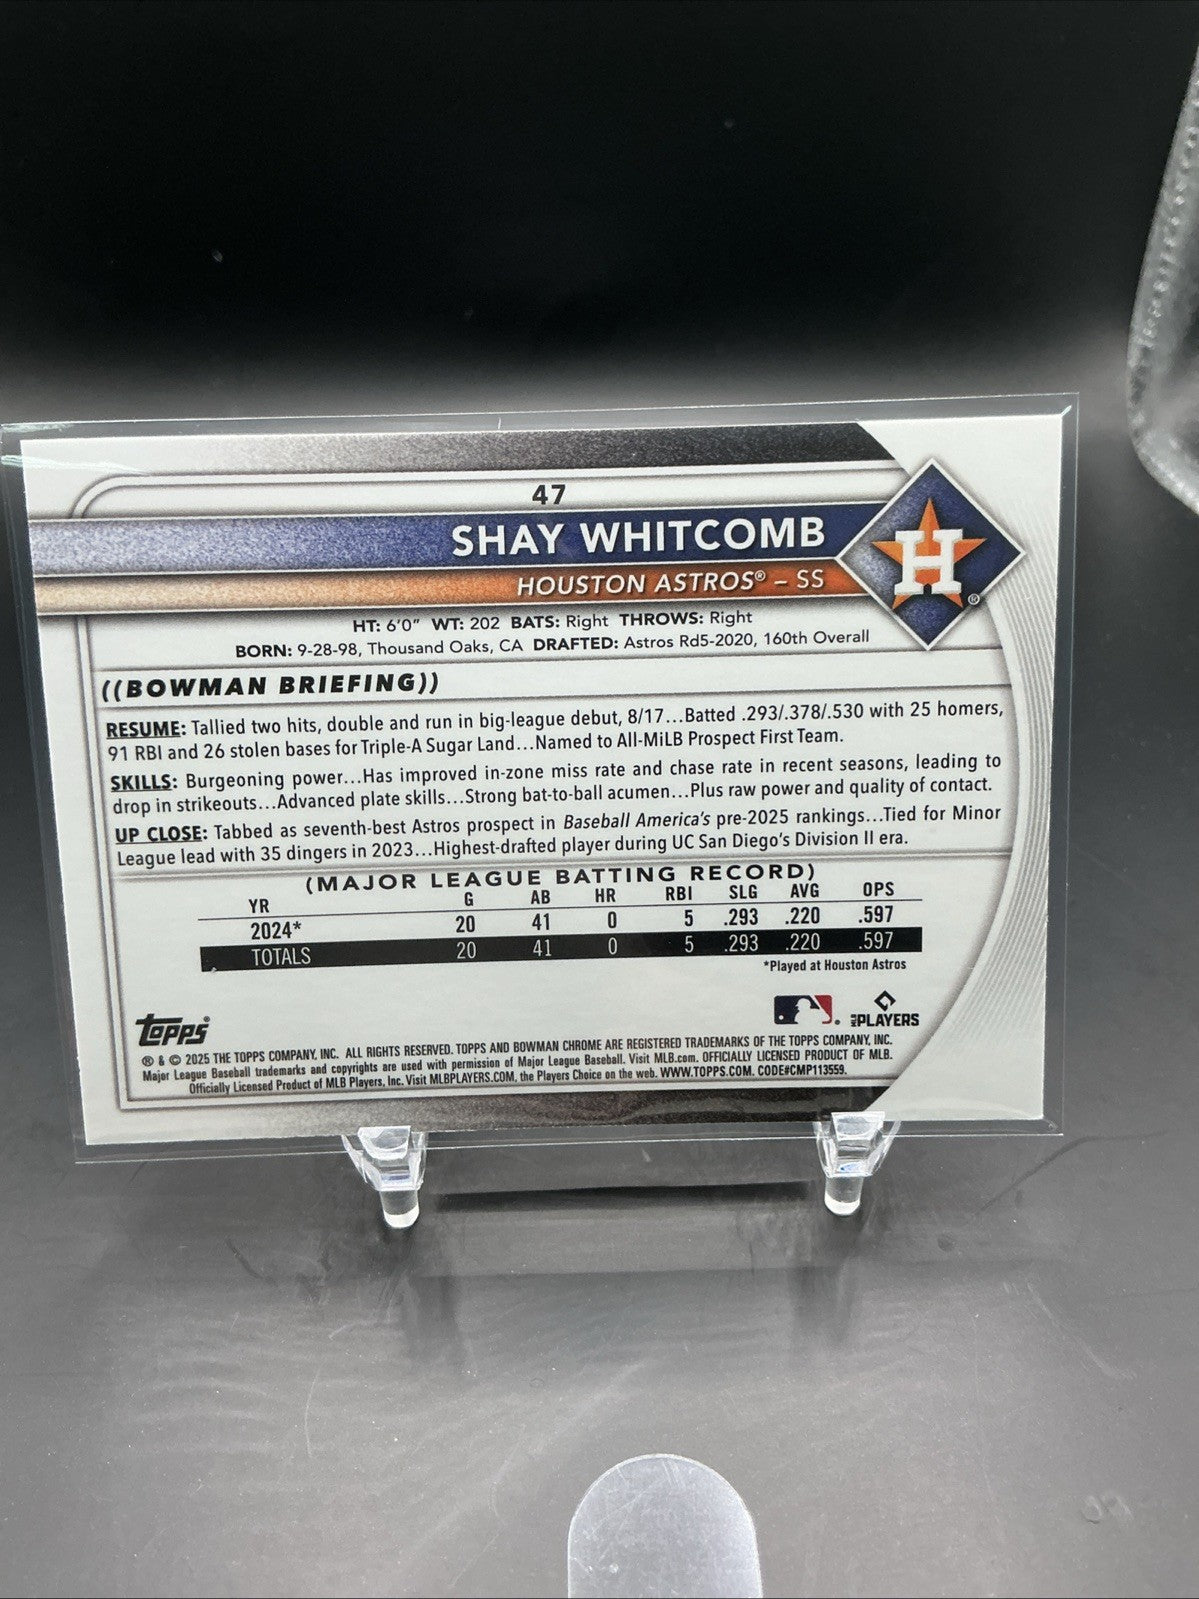 47
SHAY WHITCOMB
HOUSTON ASTROS® – SS
H ®
HT: 6'0" WT: 202 BATS: Right THROWS: Right
BORN: 9-28-98, Thousand Oaks, CA DRAFTED: Astros Rd5-2020, 160th Overall
((BOWMAN BRIEFING))
RESUME: Tallied two hits, double and run in big-league debut, 8/17...Batted .293/.378/.530 with 25 homers,
91 RBI and 26 stolen bases for Triple-A Sugar Land...Named to All-MiLB Prospect First Team.
SKILLS: Burgeoning power...Has improved in-zone miss rate and chase rate in recent seasons, leading to
drop in strikeouts...Advanced plate skills...Strong bat-to-ball acumen...Plus raw power and quality of contact.
UP CLOSE: Tabbed as seventh-best Astros prospect in Baseball America's pre-2025 rankings...Tied for Minor
League lead with 35 dingers in 2023...Highest-drafted player during UC San Diego's Division II era.
(MAJOR LEAGUE BATTING RECORD)
YR G AB HR RBI SLG AVG OPS
2024* 20 41 0 5 .293 .220 .597
TOTALS 20 41 0 5 .293 .220 .597
*Played at Houston Astros
topps® ® MLB PLAYERS
® & © 2025 THE TOPPS COMPANY, INC. ALL RIGHTS RESERVED. TOPPS AND BOWMAN CHROME ARE REGISTERED TRADEMARKS OF THE TOPPS COMPANY, INC.
Major League Baseball trademarks and copyrights are used with permission of Major League Baseball. Visit MLB.com. OFFICIALLY LICENSED PRODUCT OF MLB.
Officially Licensed Product of MLB Players, Inc. Visit MLBPLAYERS.COM, the Players Choice on the web. WWW.TOPPS.COM. CODE#CMP113559.